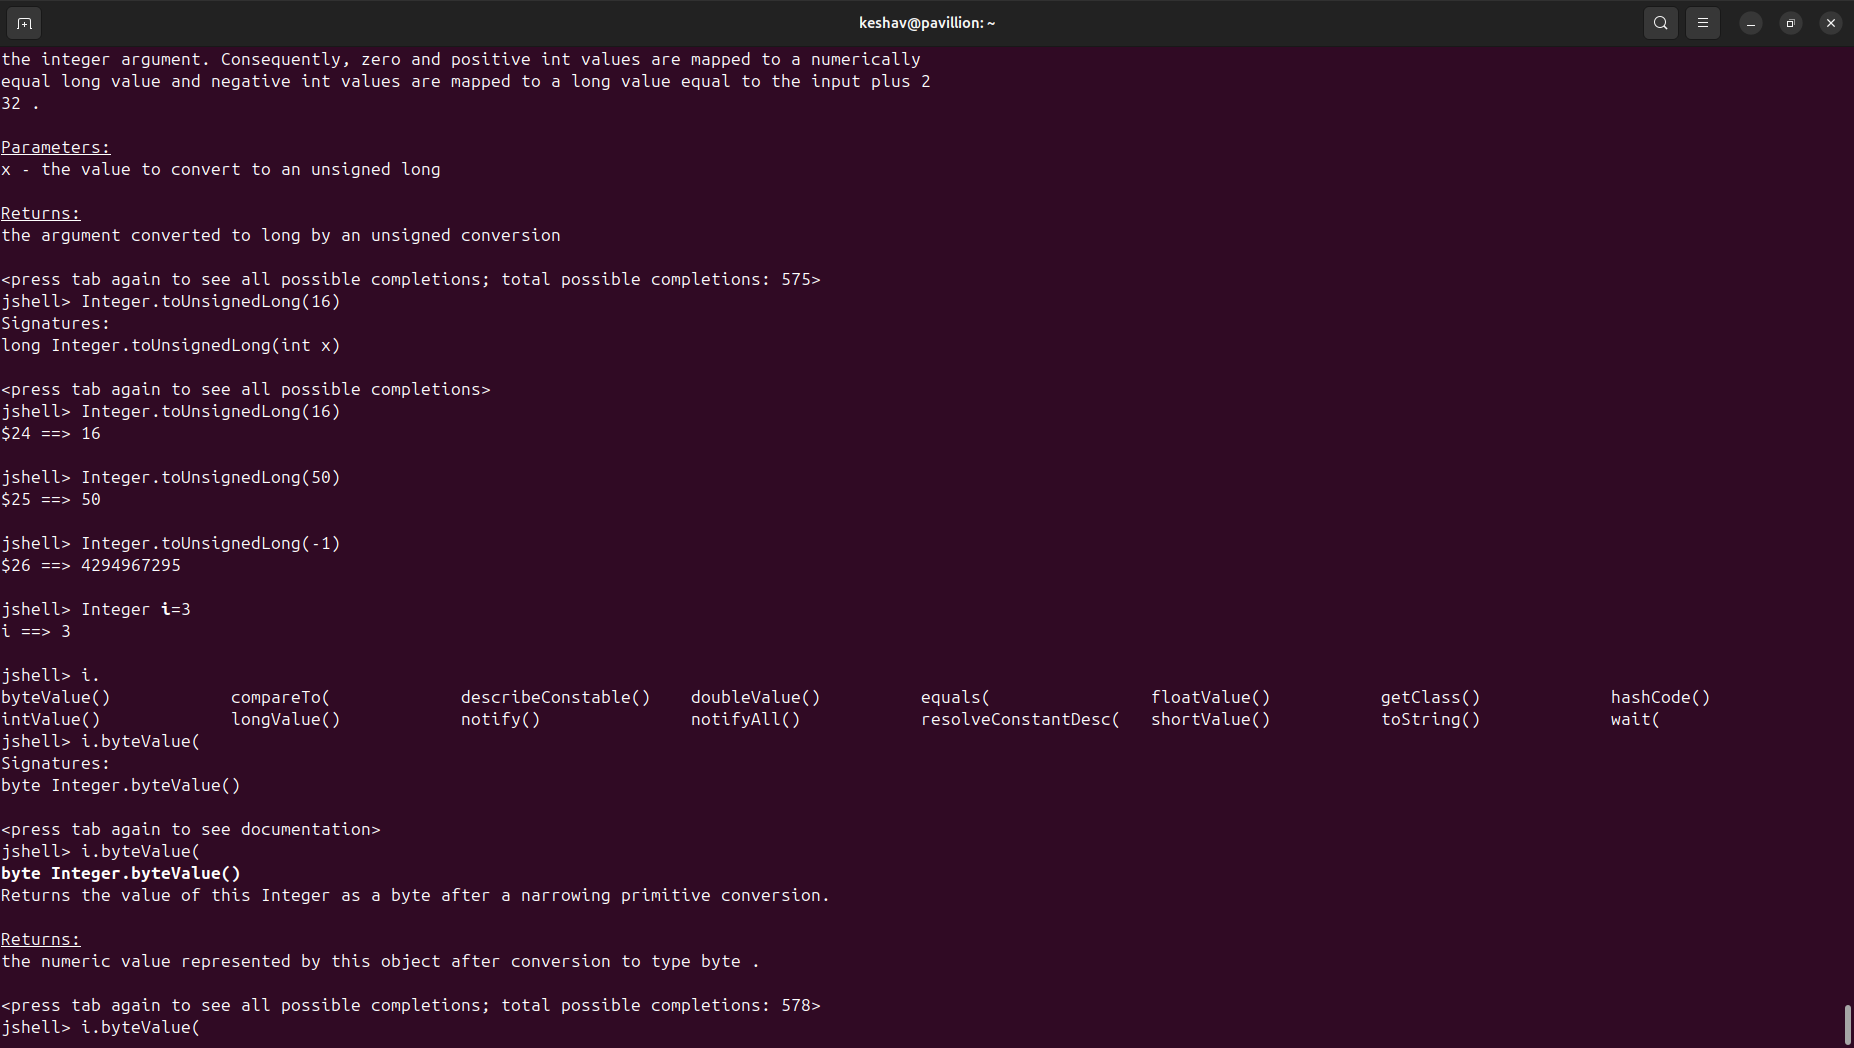 keshav@pavillion: ~
the integer argument. Consequently, zero and positive int values are mapped to a numerically
equal long value and negative int values are mapped to a long value equal to the input plus 2
32 .
Parameters:
x - the value to convert to an unsigned long
Returns:
the argument converted to long by an unsigned conversion
<press tab again to see all possible completions; total possible completions: 575>
jshell> Integer.toUnsignedLong(16)
Signatures:
long Integer.toUnsignedLong(int x)
<press tab again to see all possible completions>
jshell> Integer.toUnsignedLong(16)
$24 ==> 16
jshell> Integer.toUnsignedLong(50)
$25 ==> 50
jshell> Integer.toUnsignedLong(-1)
$26 ==> 4294967295
jshell> Integer i=3
i ==> 3
jshell> i.
byteValue() compareTo( describeConstable() doubleValue() equals( floatValue() getClass() hashCode()
intValue() longValue() notify() notifyAll() resolveConstantDesc( shortValue() toString() wait(
jshell> i.byteValue(
Signatures:
byte Integer.byteValue()
<press tab again to see documentation>
jshell> i.byteValue(
byte Integer.byteValue()
Returns the value of this Integer as a byte after a narrowing primitive conversion.
Returns:
the numeric value represented by this object after conversion to type byte .
<press tab again to see all possible completions; total possible completions: 578>
jshell> i.byteValue(